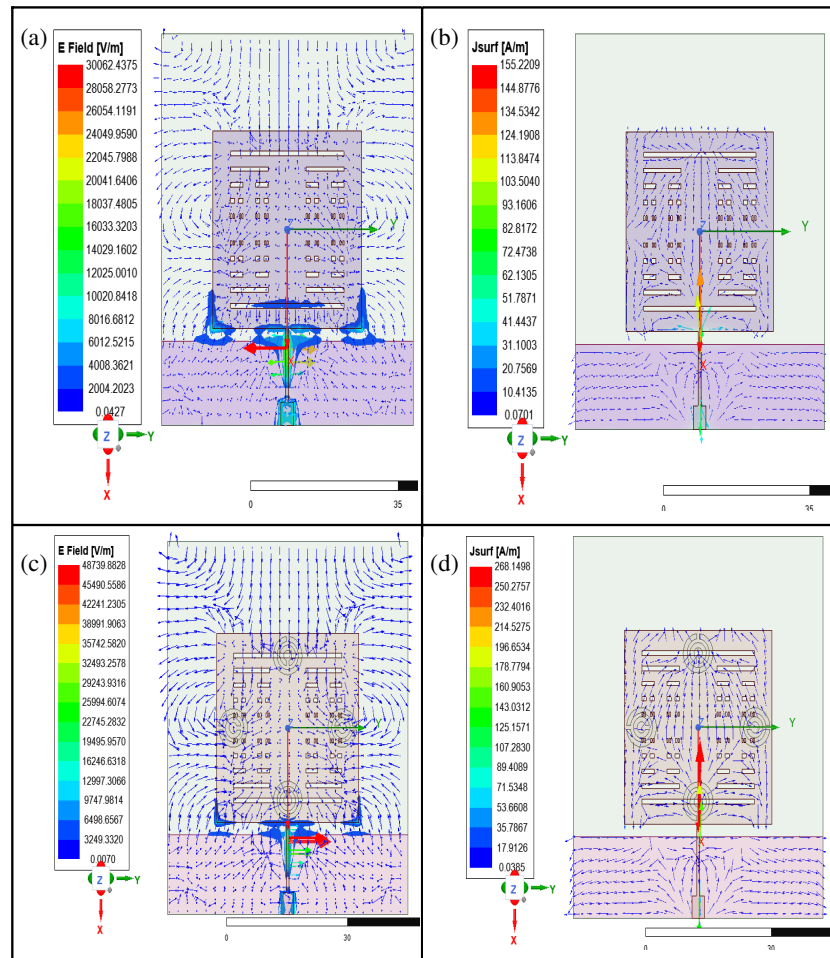 (a)
E Field [V/m]
30062.4375
28058.2773
26054.1191
24049.9590
22045.7988
20041.6406
18037.4805
16033.3203
14029.1602
12025.0010
10020.8418
8016.6812
6012.5215
4008.3621
2004.2023
0.0427
Z
Y
X
Z
Y
X
0
35
(b)
Jsurf [A/m]
155.2209
144.8776
134.5342
124.1908
113.8474
103.5040
93.1606
82.8172
72.4738
62.1305
51.7871
41.4437
31.1003
20.7569
10.4135
0.0701
Z
Y
X
Z
Y
X
0
35
(c)
E Field [V/m]
48739.8828
45490.5586
42241.2305
38991.9063
35742.5820
32493.2578
29243.9316
25994.6074
22745.2832
19495.9570
16246.6318
12997.3066
9747.9814
6498.6567
3249.3320
0.0070
Z
Y
Z
Y
X
0
30
(d)
Jsurf [A/m]
268.1498
250.2757
232.4016
214.5275
196.6534
178.7794
160.9053
143.0312
125.1571
107.2830
89.4089
71.5348
53.6608
35.7867
17.9126
0.0385
Z
Y
X
Z
Y
X
0
30